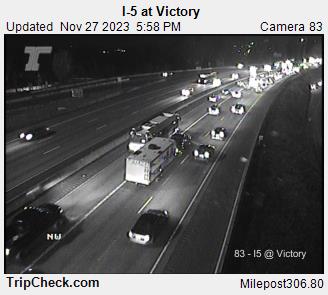 I-5 at Victory
Updated Nov 27 2023 5:58 PM Camera 83
T
NW
83 - I5 @ Victory
TripCheck.com Milepost306.80